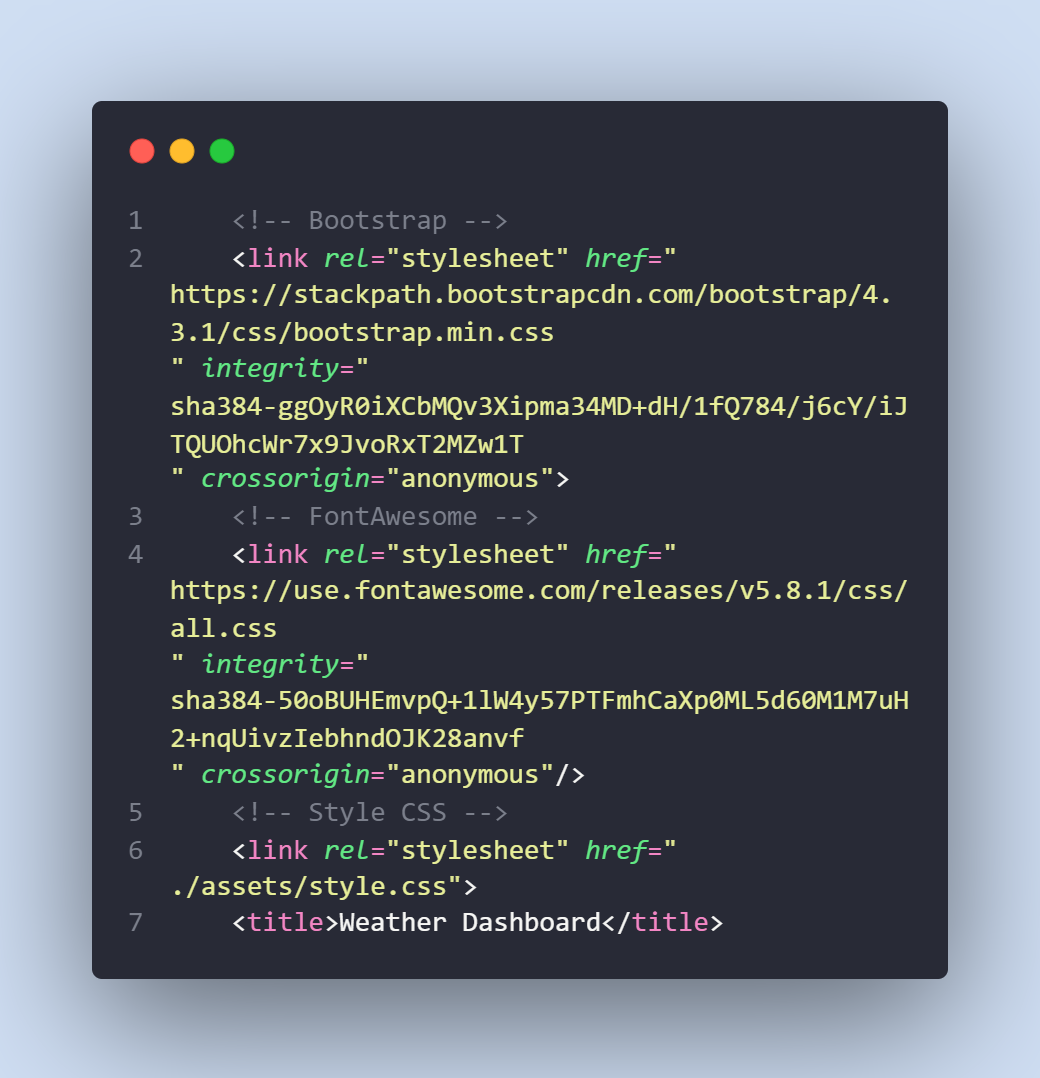 1 <!-- Bootstrap -->
2 <link rel="stylesheet" href="
https://stackpath.bootstrapcdn.com/bootstrap/4.
3.1/css/bootstrap.min.css
" integrity="
sha384-ggOyR0iXCbMQv3Xipma34MD+dH/1fQ784/j6cY/iJ
TQUOhcWr7x9JvoRxT2MZw1T
" crossorigin="anonymous">
3 <!-- FontAwesome -->
4 <link rel="stylesheet" href="
https://use.fontawesome.com/releases/v5.8.1/css/
all.css
" integrity="
sha384-50oBUHEmvpQ+1lW4y57PTFmhCaXp0ML5d60M1M7uH
2+nqUivzIebhndOJK28anvf
" crossorigin="anonymous"/>
5 <!-- Style CSS -->
6 <link rel="stylesheet" href="
./assets/style.css">
7 <title>Weather Dashboard</title>